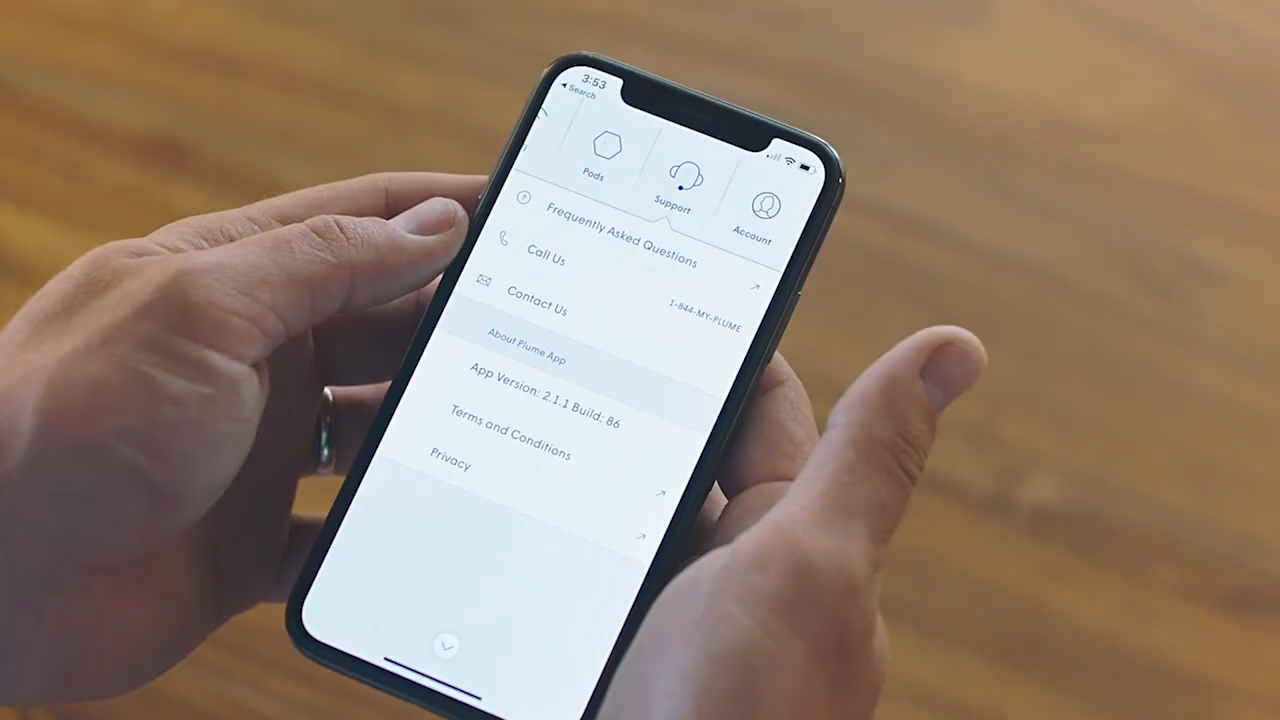 3:53
Search
Pods
Support
Account
Frequently Asked Questions
Call Us
1-844-MY-PLUME
Contact Us
About Plume App
App Version: 2.1.1 Build: 86
Terms and Conditions
Privacy